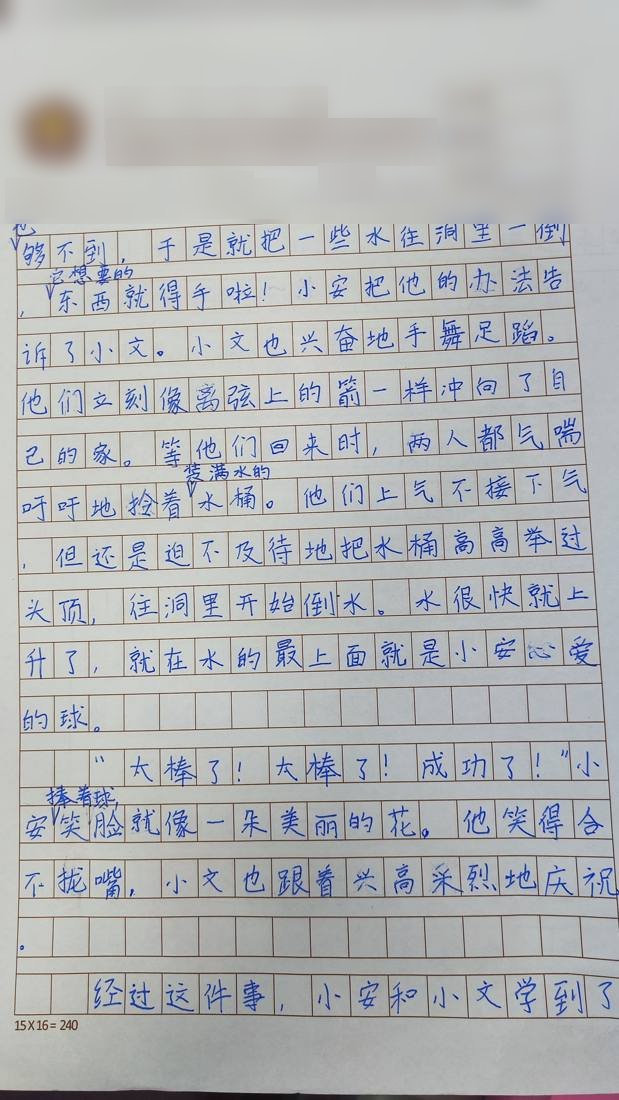 也
够不到，于是就把一些水往洞里一倒
它想要的
，东西就得手啦！小安把他的办法告
诉了小文。小文也兴奋地手舞足蹈。
他们立刻像离弦上的箭一样冲向了自
己的家。等他们回来时，两人都气喘
装满水的
吁吁地捡着水桶。他们上气不接下气
，但还是迫不及待地把水桶高高举过
头顶，往洞里开始倒水。水很快就上
升了，就在水的最上面就是小安心爱
的球。
“太棒了！太棒了！成功了！”小
捧着球，
安笑脸就像一朵美丽的花。他笑得合
不拢嘴，小文也跟着兴高采烈地庆祝
。
经过这件事，小安和小文学到了
15X16=240